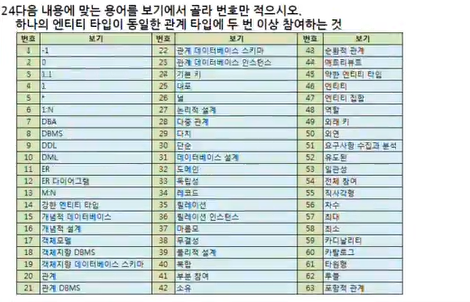 24다음 내용에 맞는 용어를 보기에서 골라 번호만 적으시오.
하나의 엔티티 타입이 동일한 관계 타입에 두 번 이상 참여하는 것
번호 보기 번호 보기 번호 보기
1 -1 22 관계 데이터베이스 스키마 43 순환적 관계
2 0 23 관계 데이터베이스 인스턴스 44 애트리뷰트
3 1:1 24 기본 키 45 약한 엔티티 타입
4 1 25 대포 46 엔티티
5 * 26 널 47 엔티티 집합
6 1:N 27 논리적 설계 48 역할
7 DBA 28 다중 관계 49 외래 키
8 DBMS 29 다치 50 외연
9 DDL 30 단순 51 요구사항 수집과 분석
10 DML 31 데이터베이스 설계 52 유도된
11 ER 32 도메인 53 일관성
12 ER 다이어그램 33 독립성 54 전체 참여
13 M:N 34 레코드 55 직사각형
14 강한 엔티티 타입 35 릴레이션 56 차수
15 개념적 데이터베이스 36 릴레이션 인스턴스 57 최대
16 개념적 설계 37 마름모 58 최소
17 객체모델 38 무결성 59 카디날리티
18 객체지향 DBMS 39 물리적 설계 60 카탈로그
19 객체지향 데이터베이스 스키마 40 복합 61 타원형
20 관계 41 부분 참여 62 투플
21 관계 DBMS 42 소유 63 포함적 관계